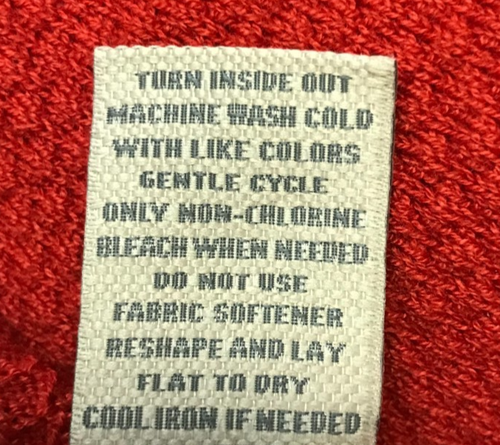 TURN INSIDE OUT
MACHINE WASH COLD
WITH LIKE COLORS
GENTLE CYCLE
ONLY NON-CHLORINE
BLEACH WHEN NEEDED
DO NOT USE
FABRIC SOFTENER
RESHAPE AND LAY
FLAT TO DRY
COOL IRON IF NEEDED